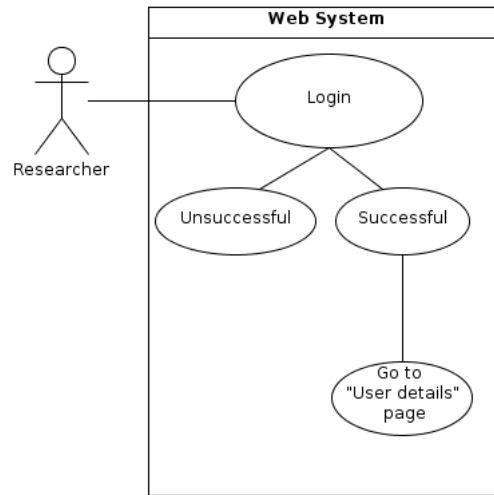 Web System
Login
Researcher
Unsuccessful
Successful
Go to
"User details"
page